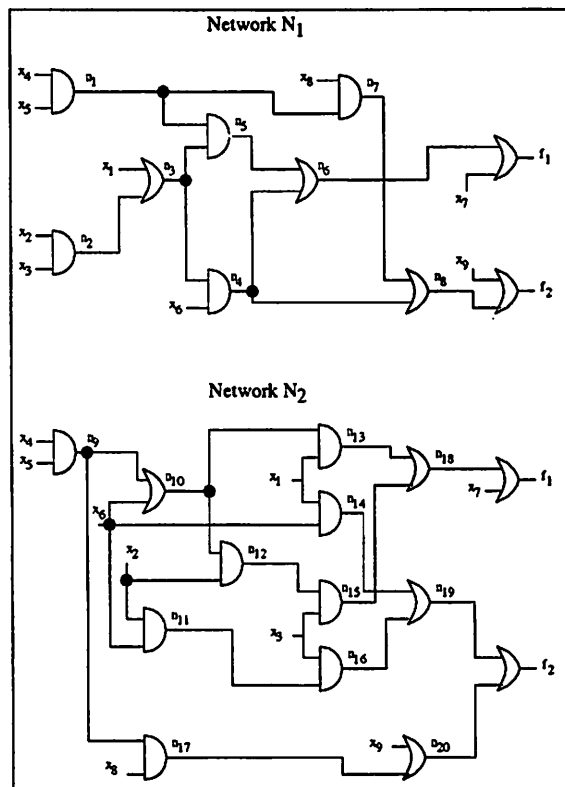 Network N1
x4 n1 x8 n7
x5
n5
x1 n3 n6 f1
x7
x2 n2
x3
n4 x9
x6 n8 f2
Network N2
x4 n9 n13
x5 n18
n10 x1 f1
x6 n14 x7
x2 n12
n15 n19
n11
x3
n16 f2
n17 x9 n20
x8